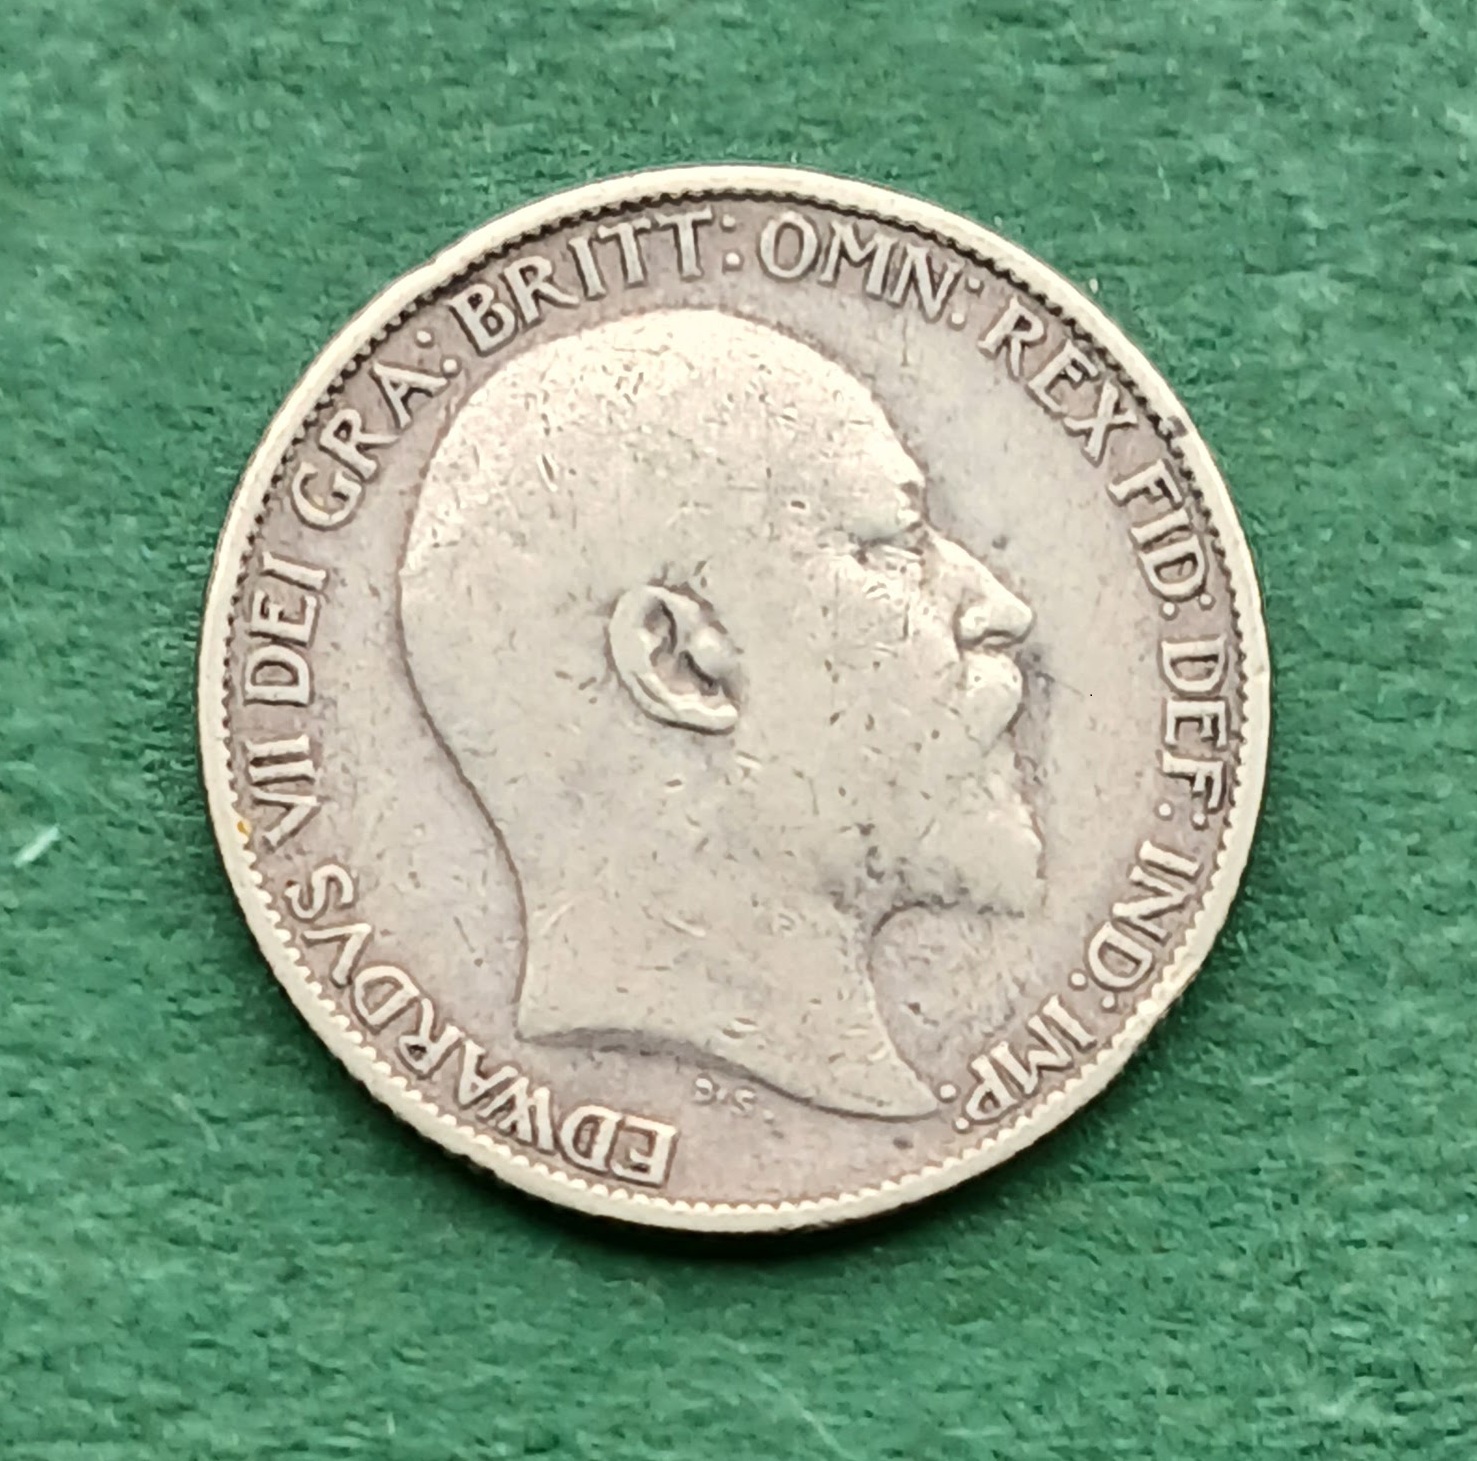 EDWARDVS VII DEI GRA: BRITT: OMN: REX FID: DEF: IND: IMP:
D·S·